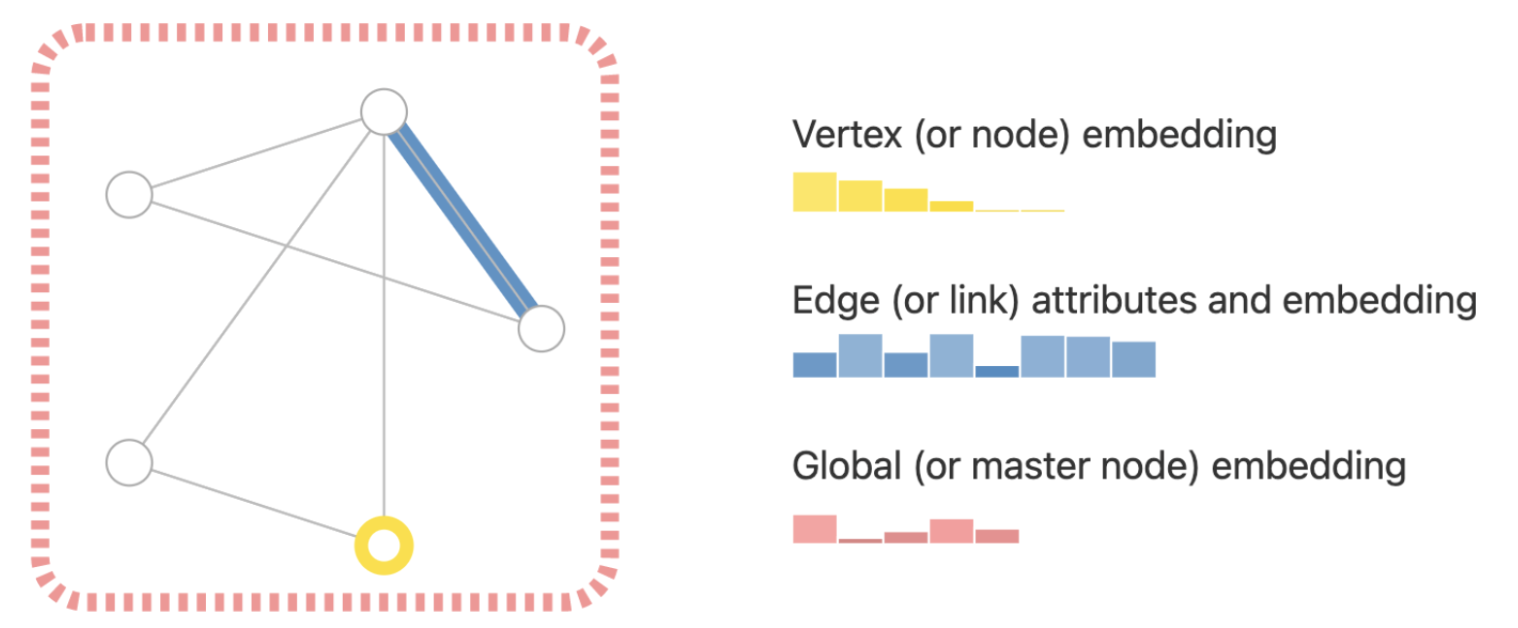 Vertex (or node) embedding
Edge (or link) attributes and embedding
Global (or master node) embedding